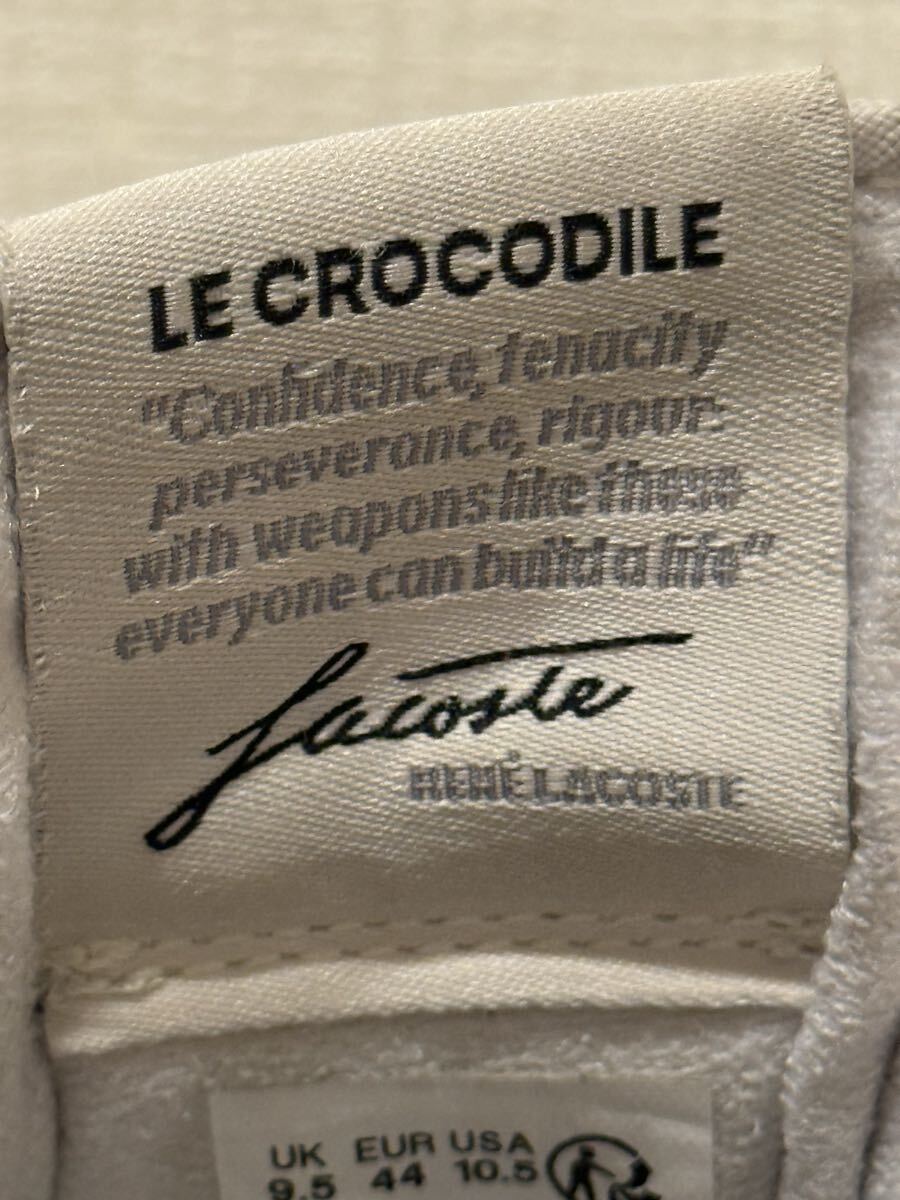 LE CROCODILE
"Confidence, tenacity
perseverance, rigour:
with weapons like these
everyone can build a life"
Lacoste
RENÉ LACOSTE
UK EUR USA
9.5 44 10.5